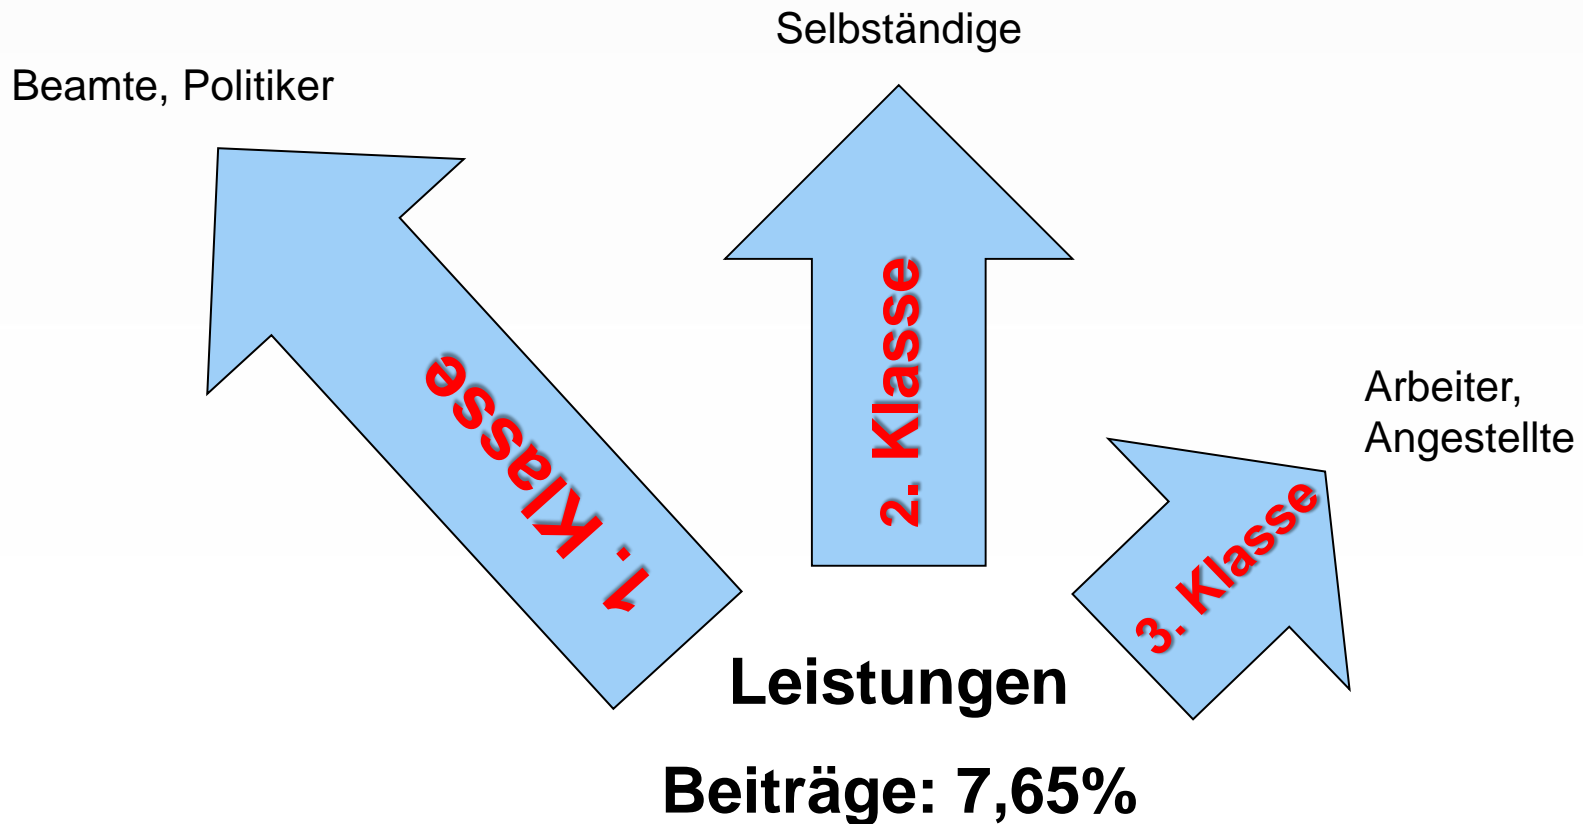 Selbständige
Beamte, Politiker
1. Klasse
2. Klasse
3. Klasse
Arbeiter,
Angestellte
Leistungen
Beiträge: 7,65%